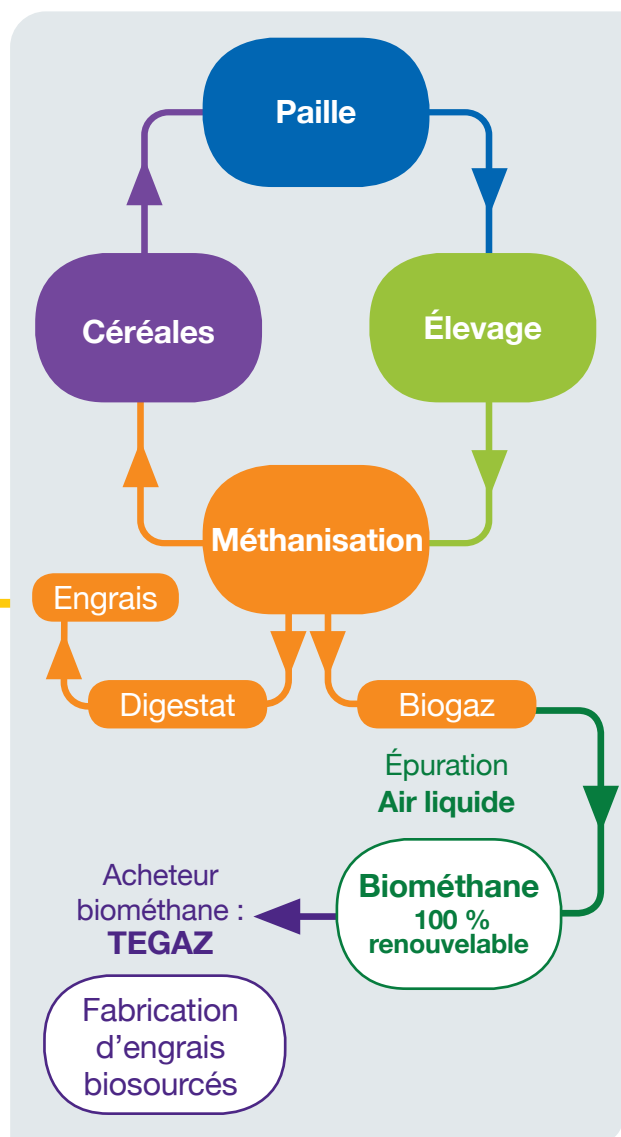 Paille
Céréales
Élevage
Méthanisation
Engrais
Digestat
Biogaz
Épuration
Air liquide
Biométhane
100 %
renouvelable
Acheteur
biométhane :
TEGAZ
Fabrication
d’engrais
biosourcés